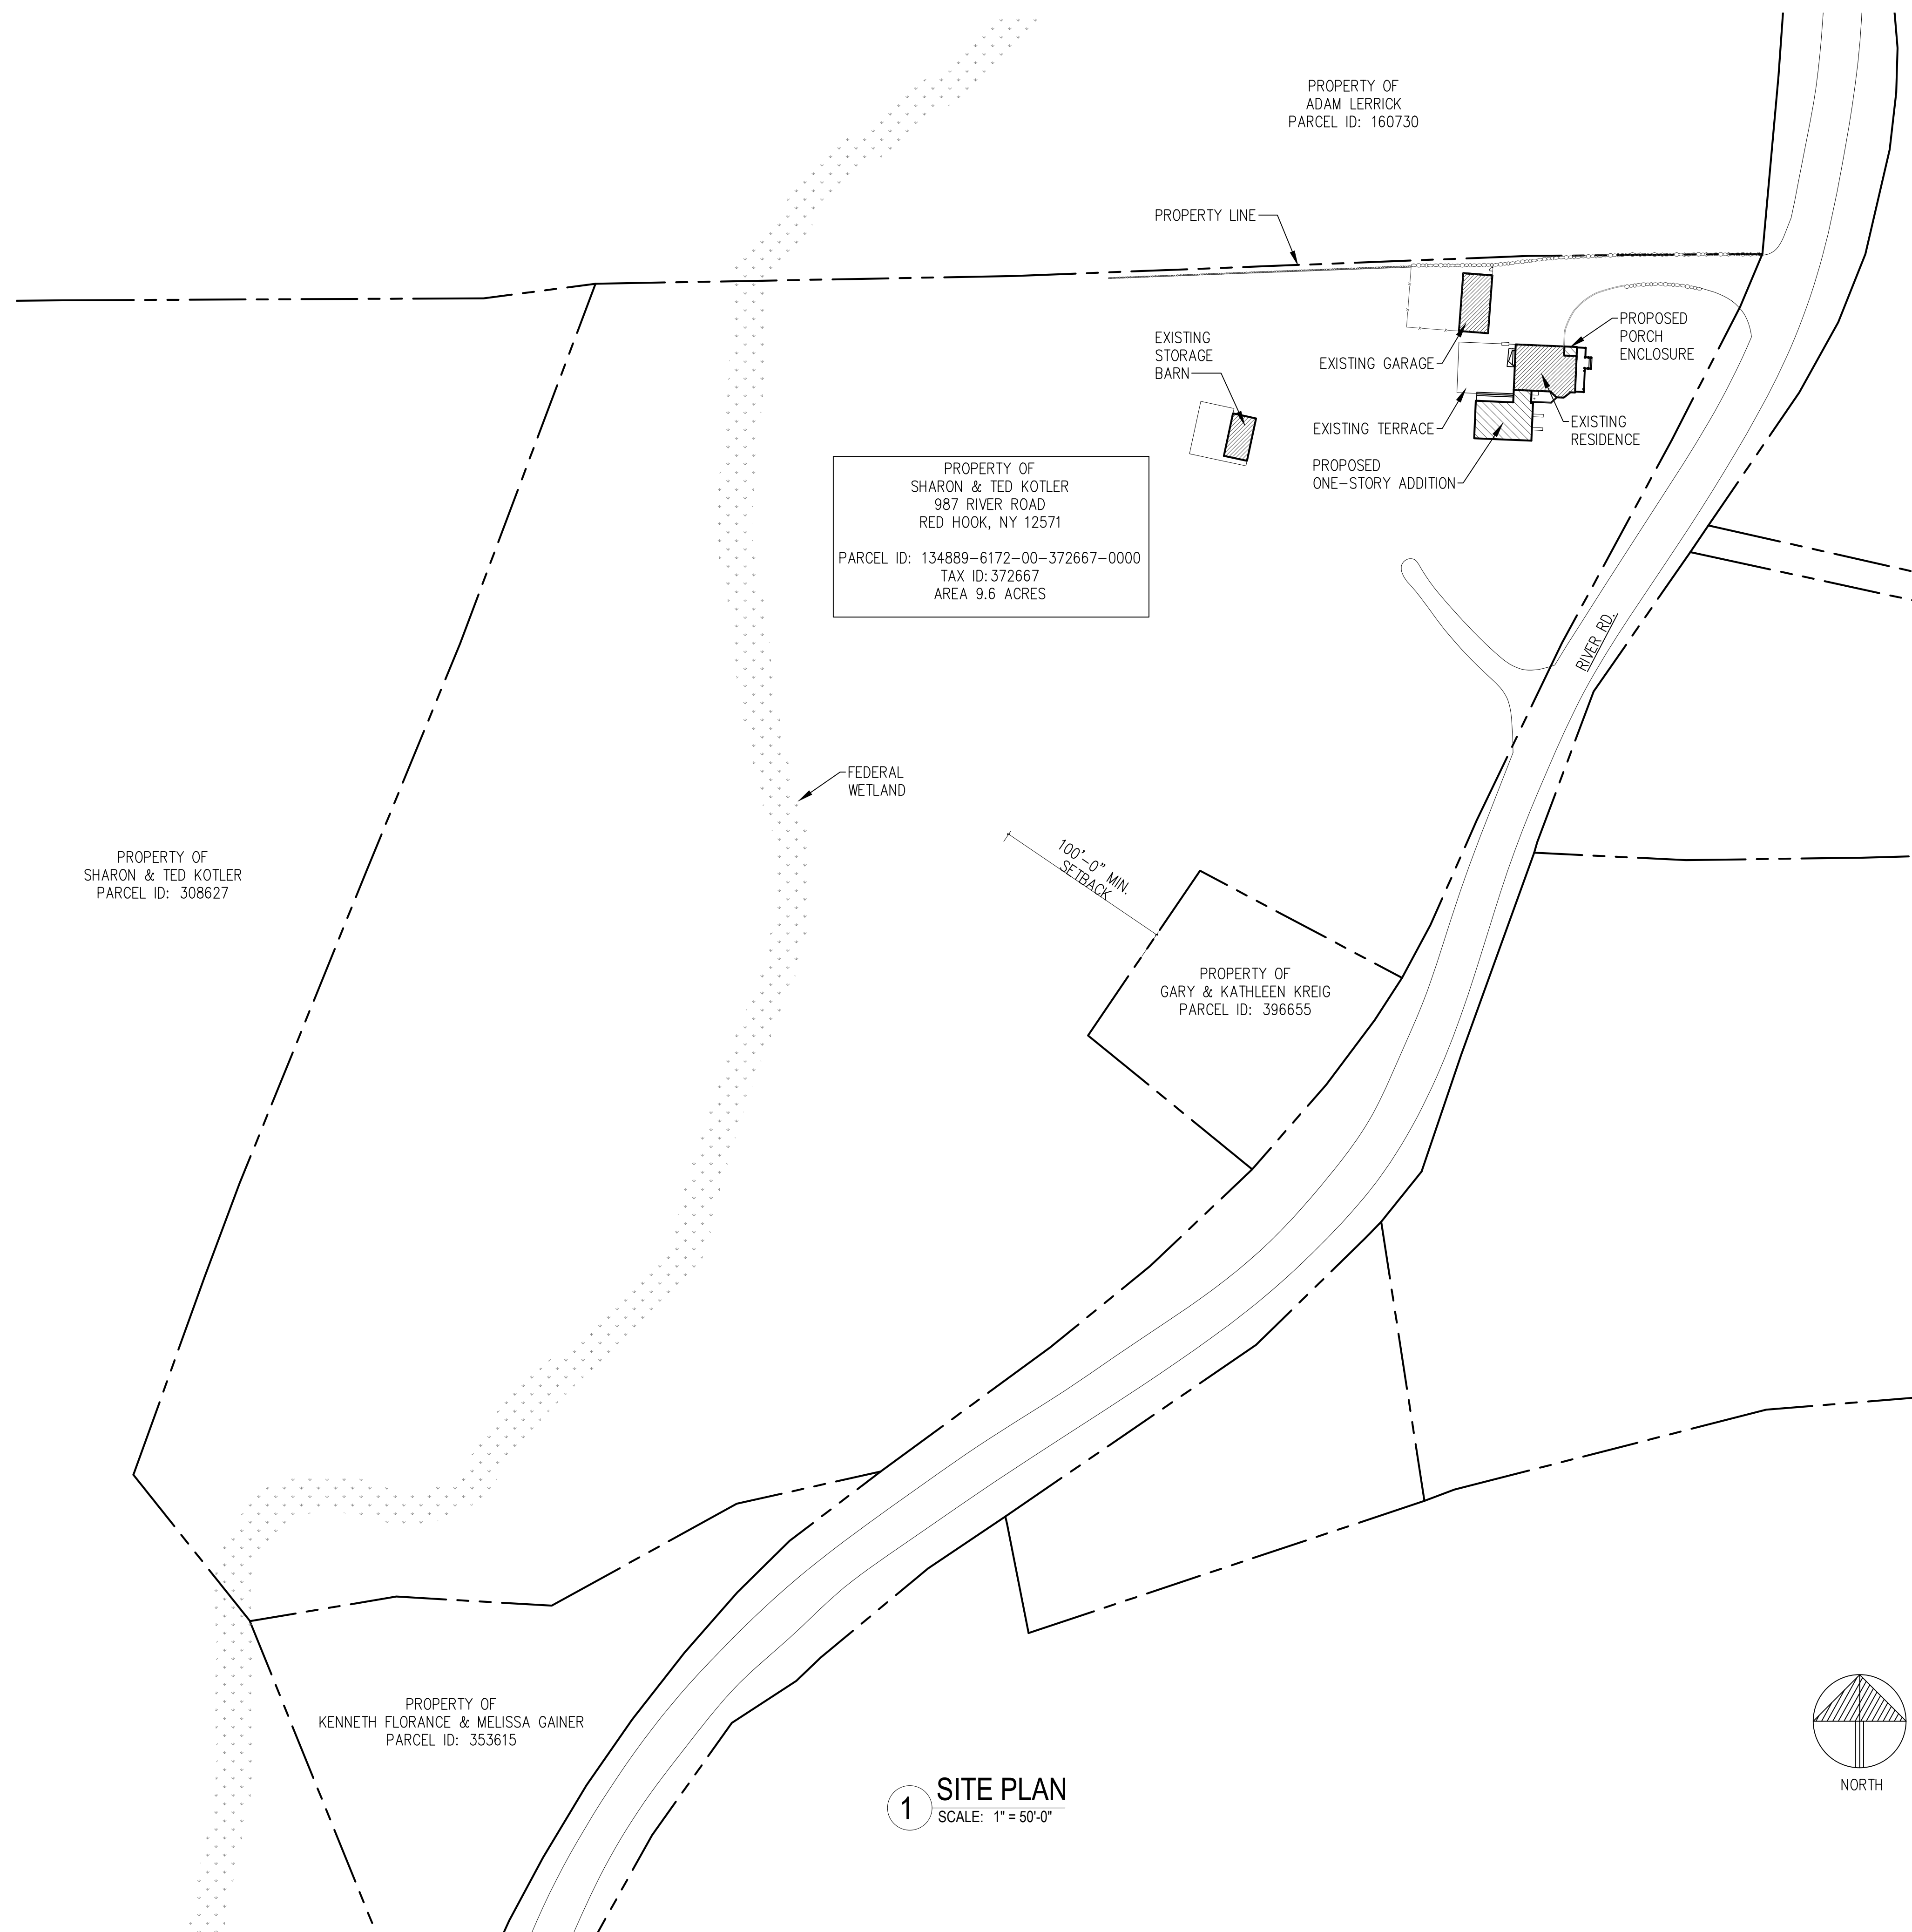 PROPERTY OF
ADAM LERRICK
PARCEL ID: 160730
PROPERTY LINE
EXISTING
STORAGE
BARN
EXISTING GARAGE
PROPOSED
PORCH
ENCLOSURE
EXISTING TERRACE
EXISTING
RESIDENCE
PROPOSED
ONE-STORY ADDITION
PROPERTY OF
SHARON & TED KOTLER
987 RIVER ROAD
RED HOOK, NY 12571
PARCEL ID: 134889-6172-00-372667-0000
TAX ID: 372667
AREA 9.6 ACRES
RIVER RD.
FEDERAL
WETLAND
PROPERTY OF
SHARON & TED KOTLER
PARCEL ID: 308627
100'-0" MIN.
SETBACK
PROPERTY OF
GARY & KATHLEEN KREIG
PARCEL ID: 396655
PROPERTY OF
KENNETH FLORANCE & MELISSA GAINER
PARCEL ID: 353615
1 SITE PLAN
SCALE: 1" = 50'-0"
NORTH